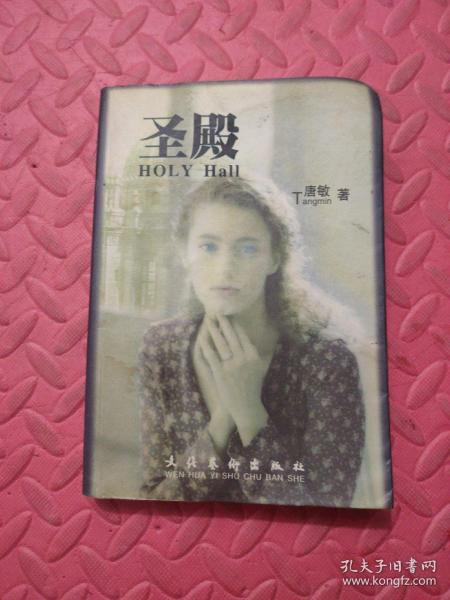 圣殿
HOLY Hall
唐敏 著
Tangmin
文化艺术出版社
WEN HUA YI SHU CHU BAN SHE
孔夫子旧书网
www.kongfz.com